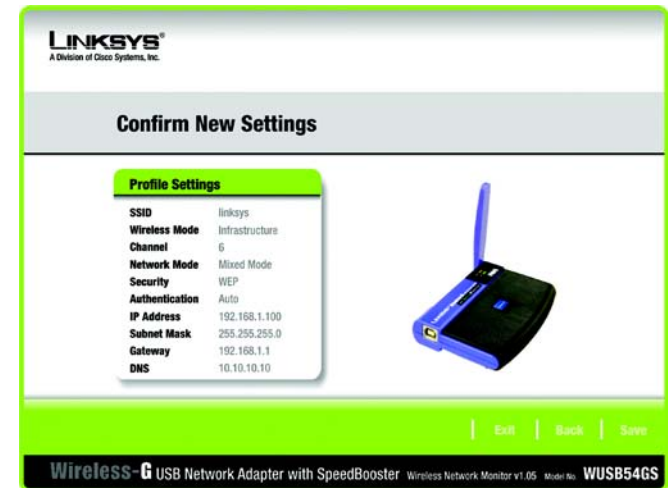 LINKSYS®
A Division of Cisco Systems, Inc.
Confirm New Settings
Profile Settings
SSID linksys
Wireless Mode Infrastructure
Channel 6
Network Mode Mixed Mode
Security WEP
Authentication Auto
IP Address 192.168.1.100
Subnet Mask 255.255.255.0
Gateway 192.168.1.1
DNS 10.10.10.10
Exit Back Save
Wireless-G USB Network Adapter with SpeedBooster Wireless Network Monitor v1.05 Model No. WUSB54GS